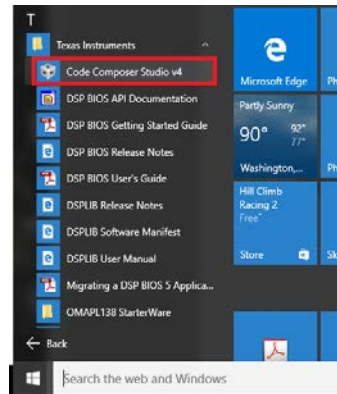 T
Texas Instruments
Code Composer Studio v4
DSP BIOS API Documentation
DSP BIOS Getting Started Guide
DSP BIOS Release Notes
DSP BIOS User's Guide
DSPLIB Release Notes
DSPLIB Software Manifest
DSPLIB User Manual
Migrating a DSP BIOS 5 Applica...
OMAPL138 StarterWare
Back
Search the web and Windows
Microsoft Edge
Ph
Partly Sunny
90° 92°
77°
Washington,...
Ph
Hill Climb
Racing 2
Free*
Store
Sk